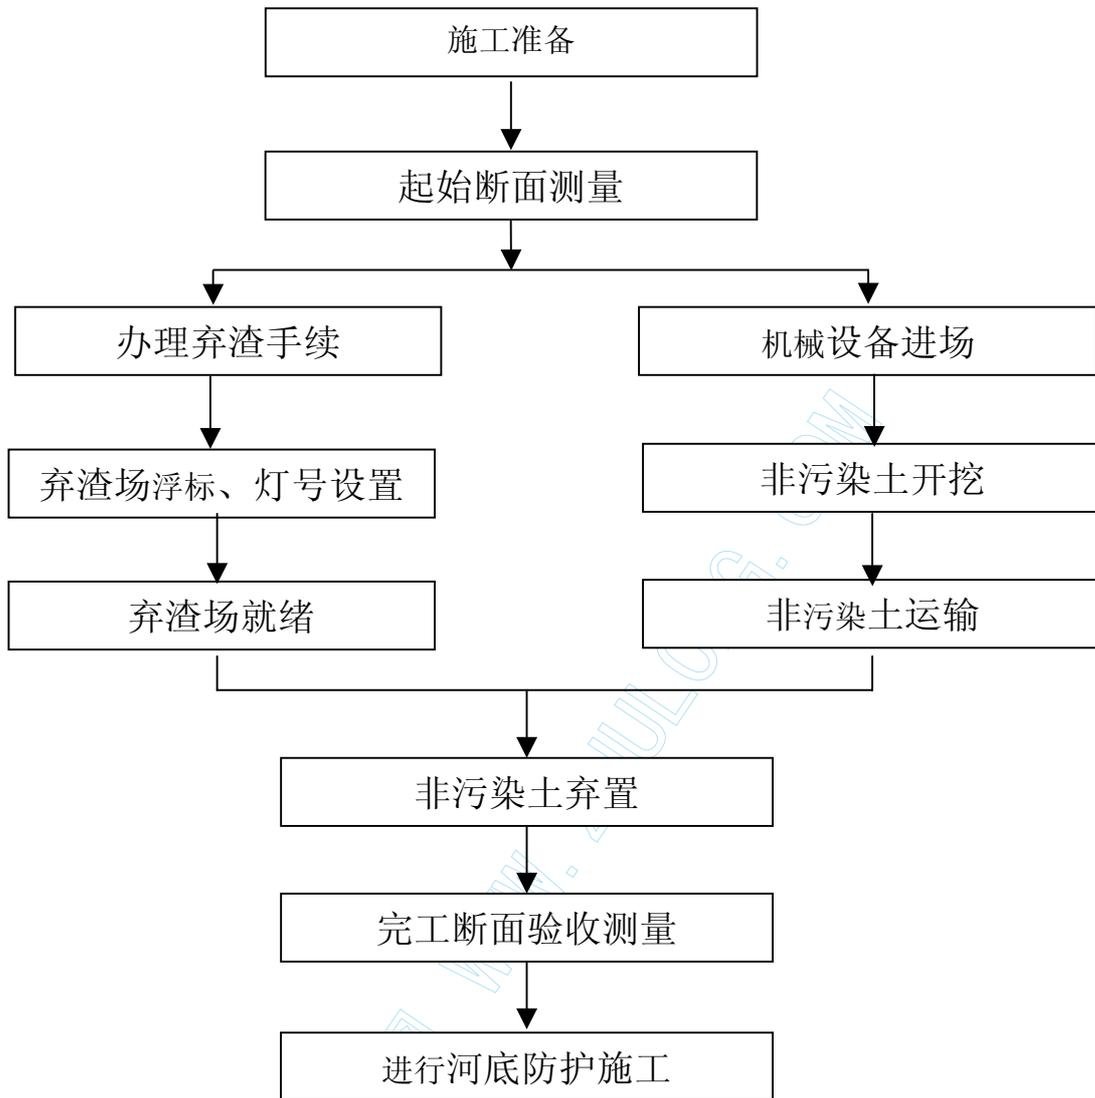 施工准备
起始断面测量
办理弃渣手续
机械设备进场
弃渣场浮标、灯号设置
非污染土开挖
弃渣场就绪
非污染土运输
非污染土弃置
完工断面验收测量
进行河底防护施工
WWW.ZHULONG.COM